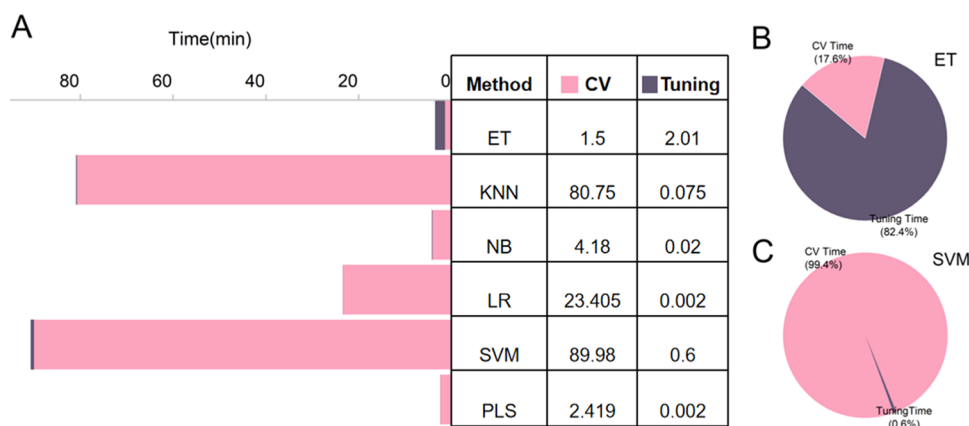 A
Time(min)
80 60 40 20 0
Method CV Tuning
ET 1.5 2.01
KNN 80.75 0.075
NB 4.18 0.02
LR 23.405 0.002
SVM 89.98 0.6
PLS 2.419 0.002
B
ET
CV Time
(17.6%)
Tuning Time
(82.4%)
C
SVM
CV Time
(99.4%)
TuningTime
(0.6%)